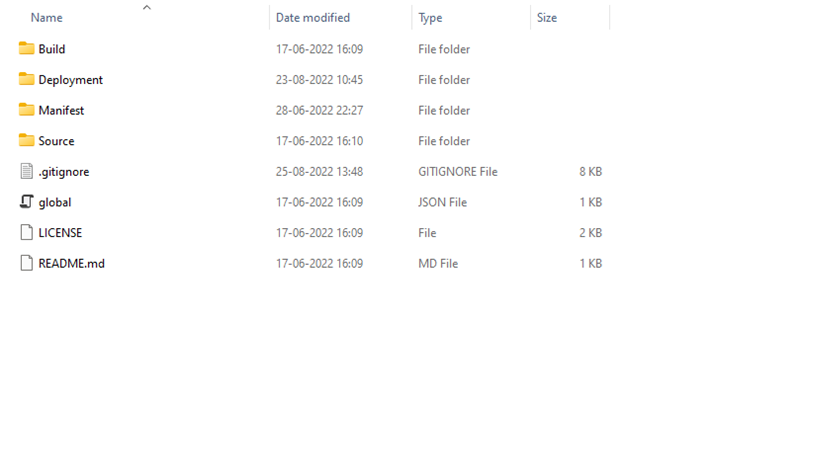 Name Date modified Type Size
Build 17-06-2022 16:09 File folder
Deployment 23-08-2022 10:45 File folder
Manifest 28-06-2022 22:27 File folder
Source 17-06-2022 16:10 File folder
.gitignore 25-08-2022 13:48 GITIGNORE File 8 KB
global 17-06-2022 16:09 JSON File 1 KB
LICENSE 17-06-2022 16:09 File 2 KB
README.md 17-06-2022 16:09 MD File 1 KB